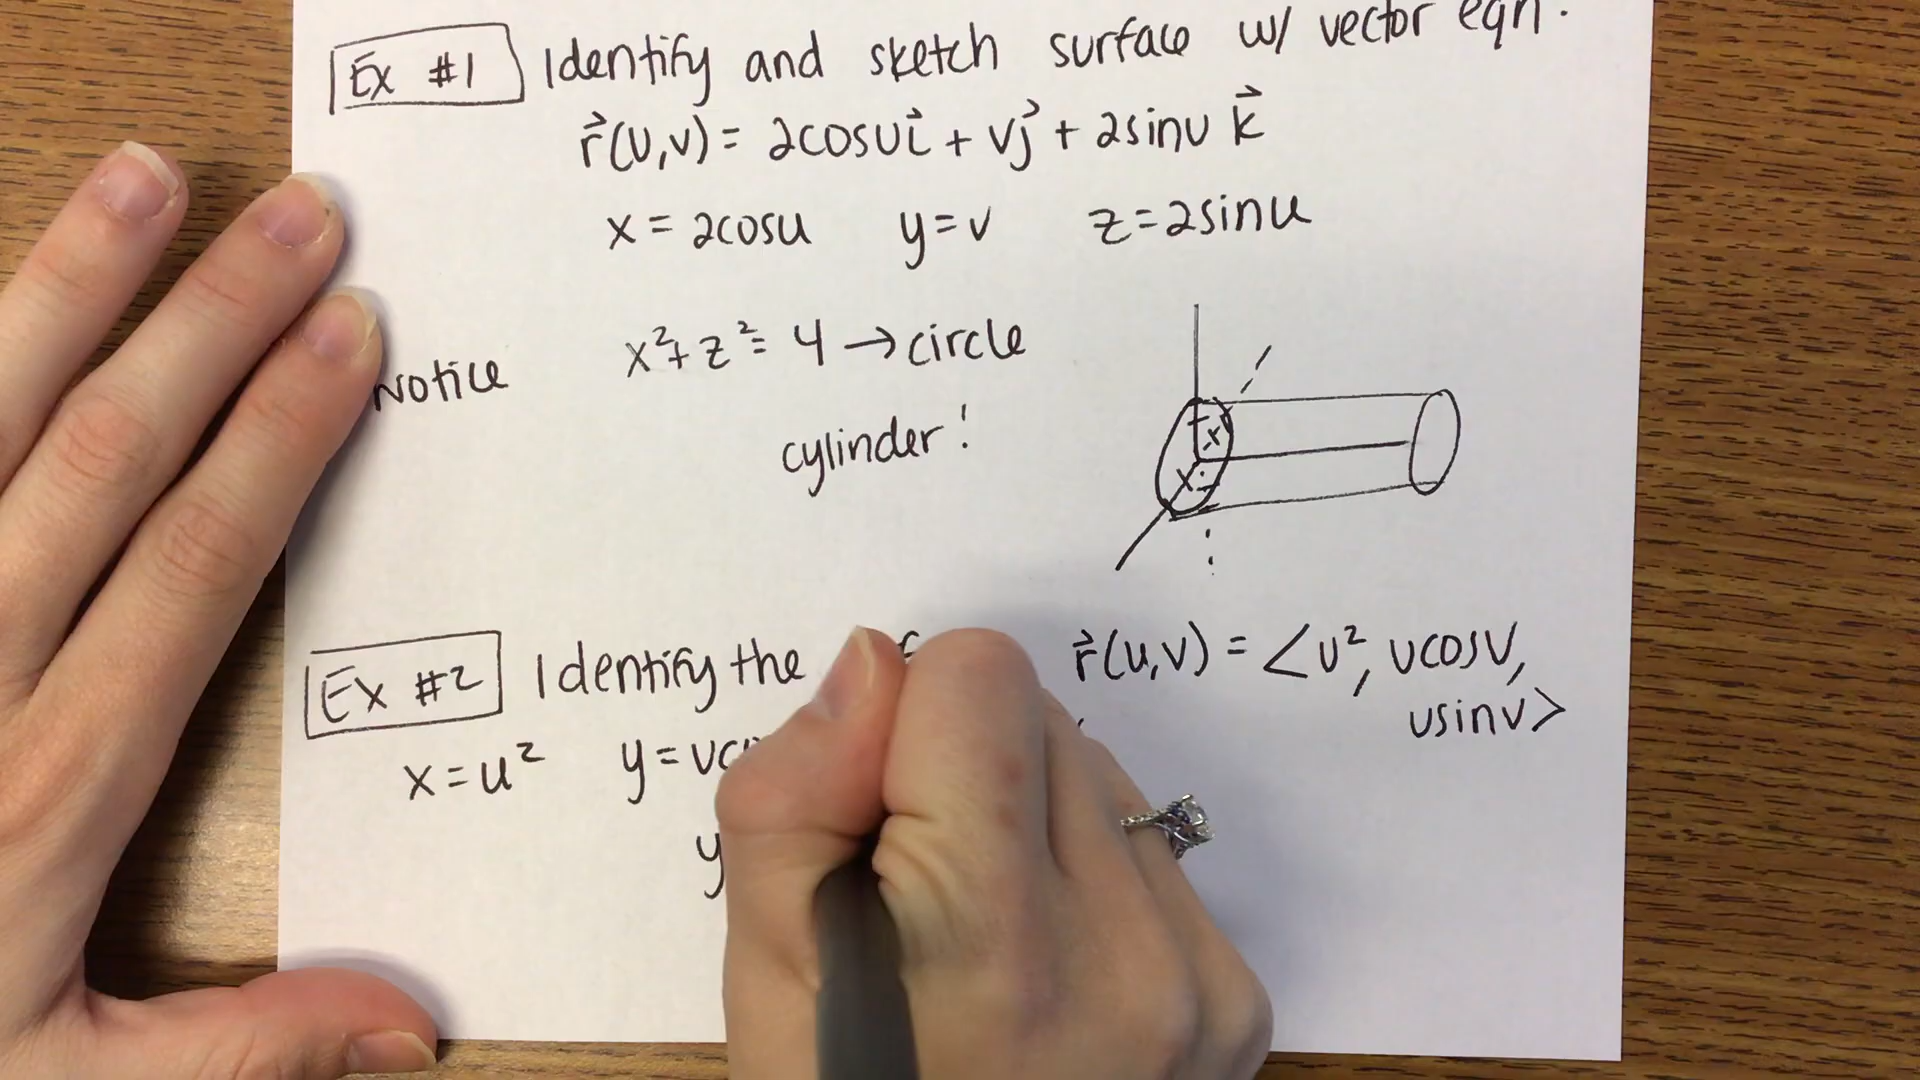 Ex #1 Identify and sketch surface w/ vector eqn.
r⃗(u,v) = 2cosu i⃗ + v j⃗ + 2sinu k⃗
x = 2cosu y = v z = 2sinu
Notice x² + z² = 4 → circle
cylinder!
Ex #2 Identify the r⃗(u,v) = <u², ucosv,
usinv>
x = u² y =
y